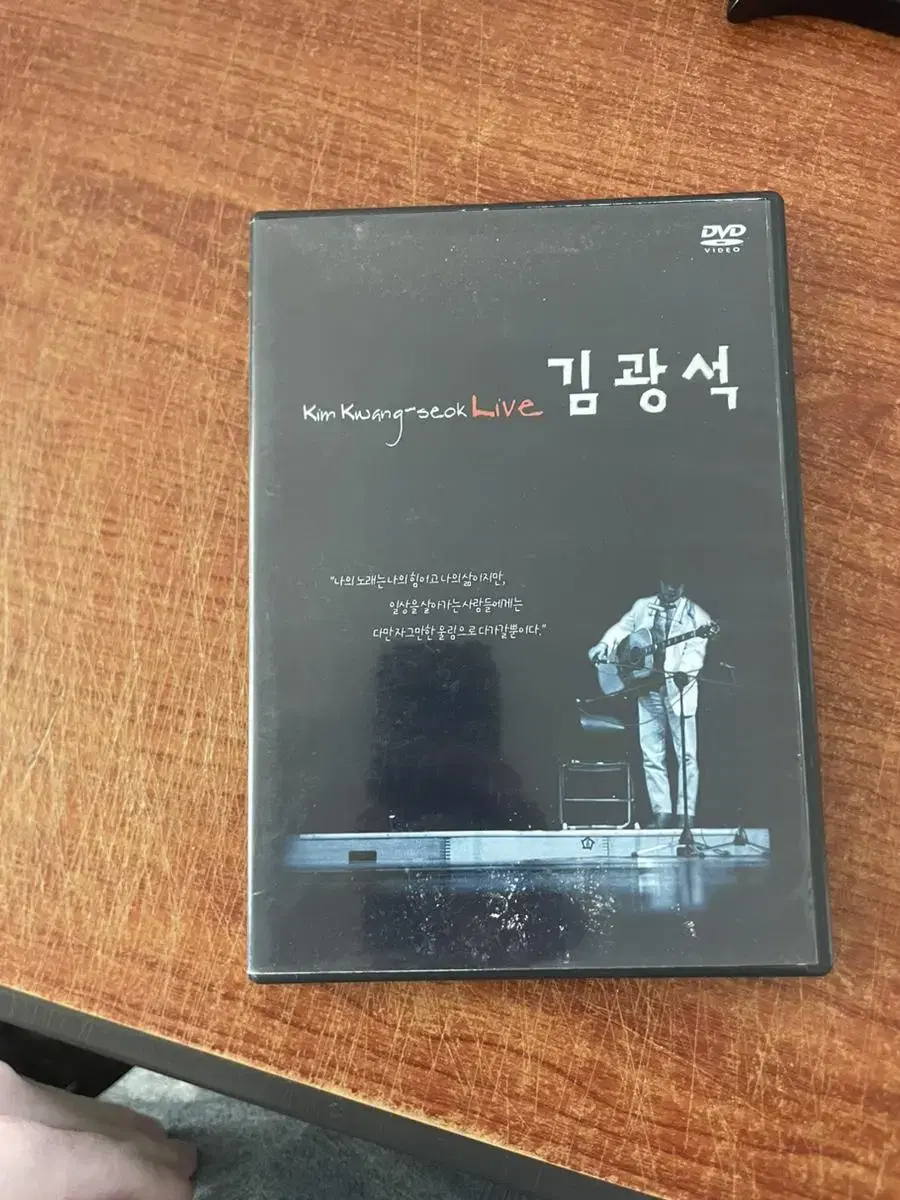 DVD
VIDEO
Kim Kwang-seok Live 김광석
"나의 노래는 나의 힘이고 나의 삶이지만,
일상을 살아가는 사람들에게는
다만 자그만한 울림으로 다가갈 뿐이다."